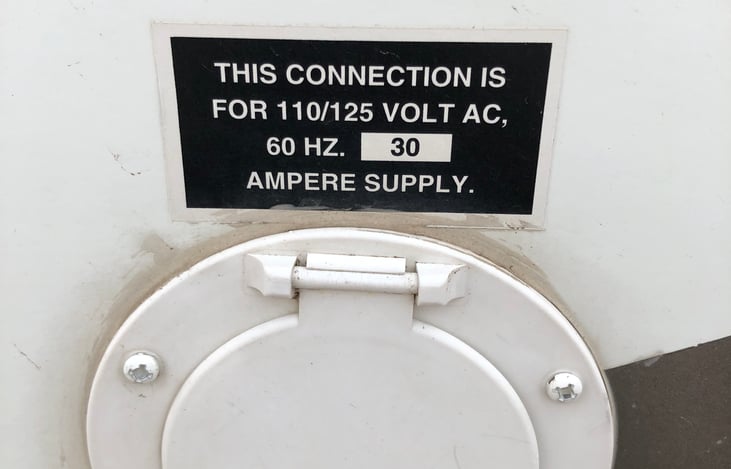 THIS CONNECTION IS
FOR 110/125 VOLT AC,
60 HZ. 30
AMPERE SUPPLY.